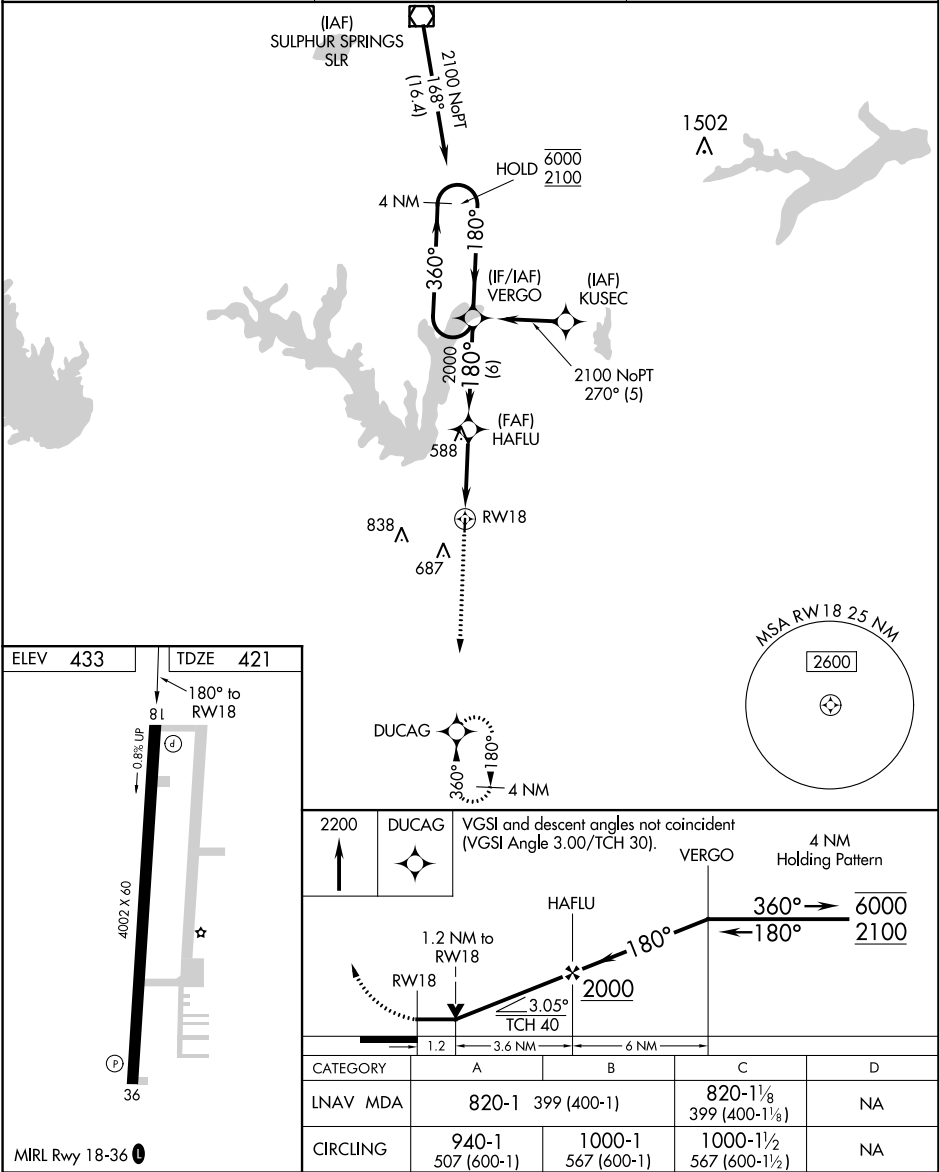 (IAF)
SULPHUR SPRINGS
SLR
2100 NoPT
168°
(16.4)
1502
HOLD 6000
2100
4 NM
360°
180°
(IF/IAF)
VERGO
(IAF)
KUSEC
2100 NoPT
270° (5)
2000
180°
(6)
(FAF)
HAFLU
588
RW18
838
687
MSA RW18 25 NM
2600
DUCAG
360°
180°
4 NM
ELEV 433
TDZE 421
180° to
RW18
18
P
0.8% UP
4002 X 60
P
36
MIRL Rwy 18-36 L
2200
DUCAG
VGSI and descent angles not coincident
(VGSI Angle 3.00/TCH 30).
VERGO
4 NM
Holding Pattern
HAFLU
360°
6000
180°
2100
180°
1.2 NM to
RW18
RW18
2000
3.05°
TCH 40
1.2
3.6 NM
6 NM
CATEGORY A B C D
LNAV MDA 820-1 399 (400-1) 820-1⅛ NA
399 (400-1⅛)
CIRCLING 940-1 1000-1 1000-1½ NA
507 (600-1) 567 (600-1) 567 (600-1½)